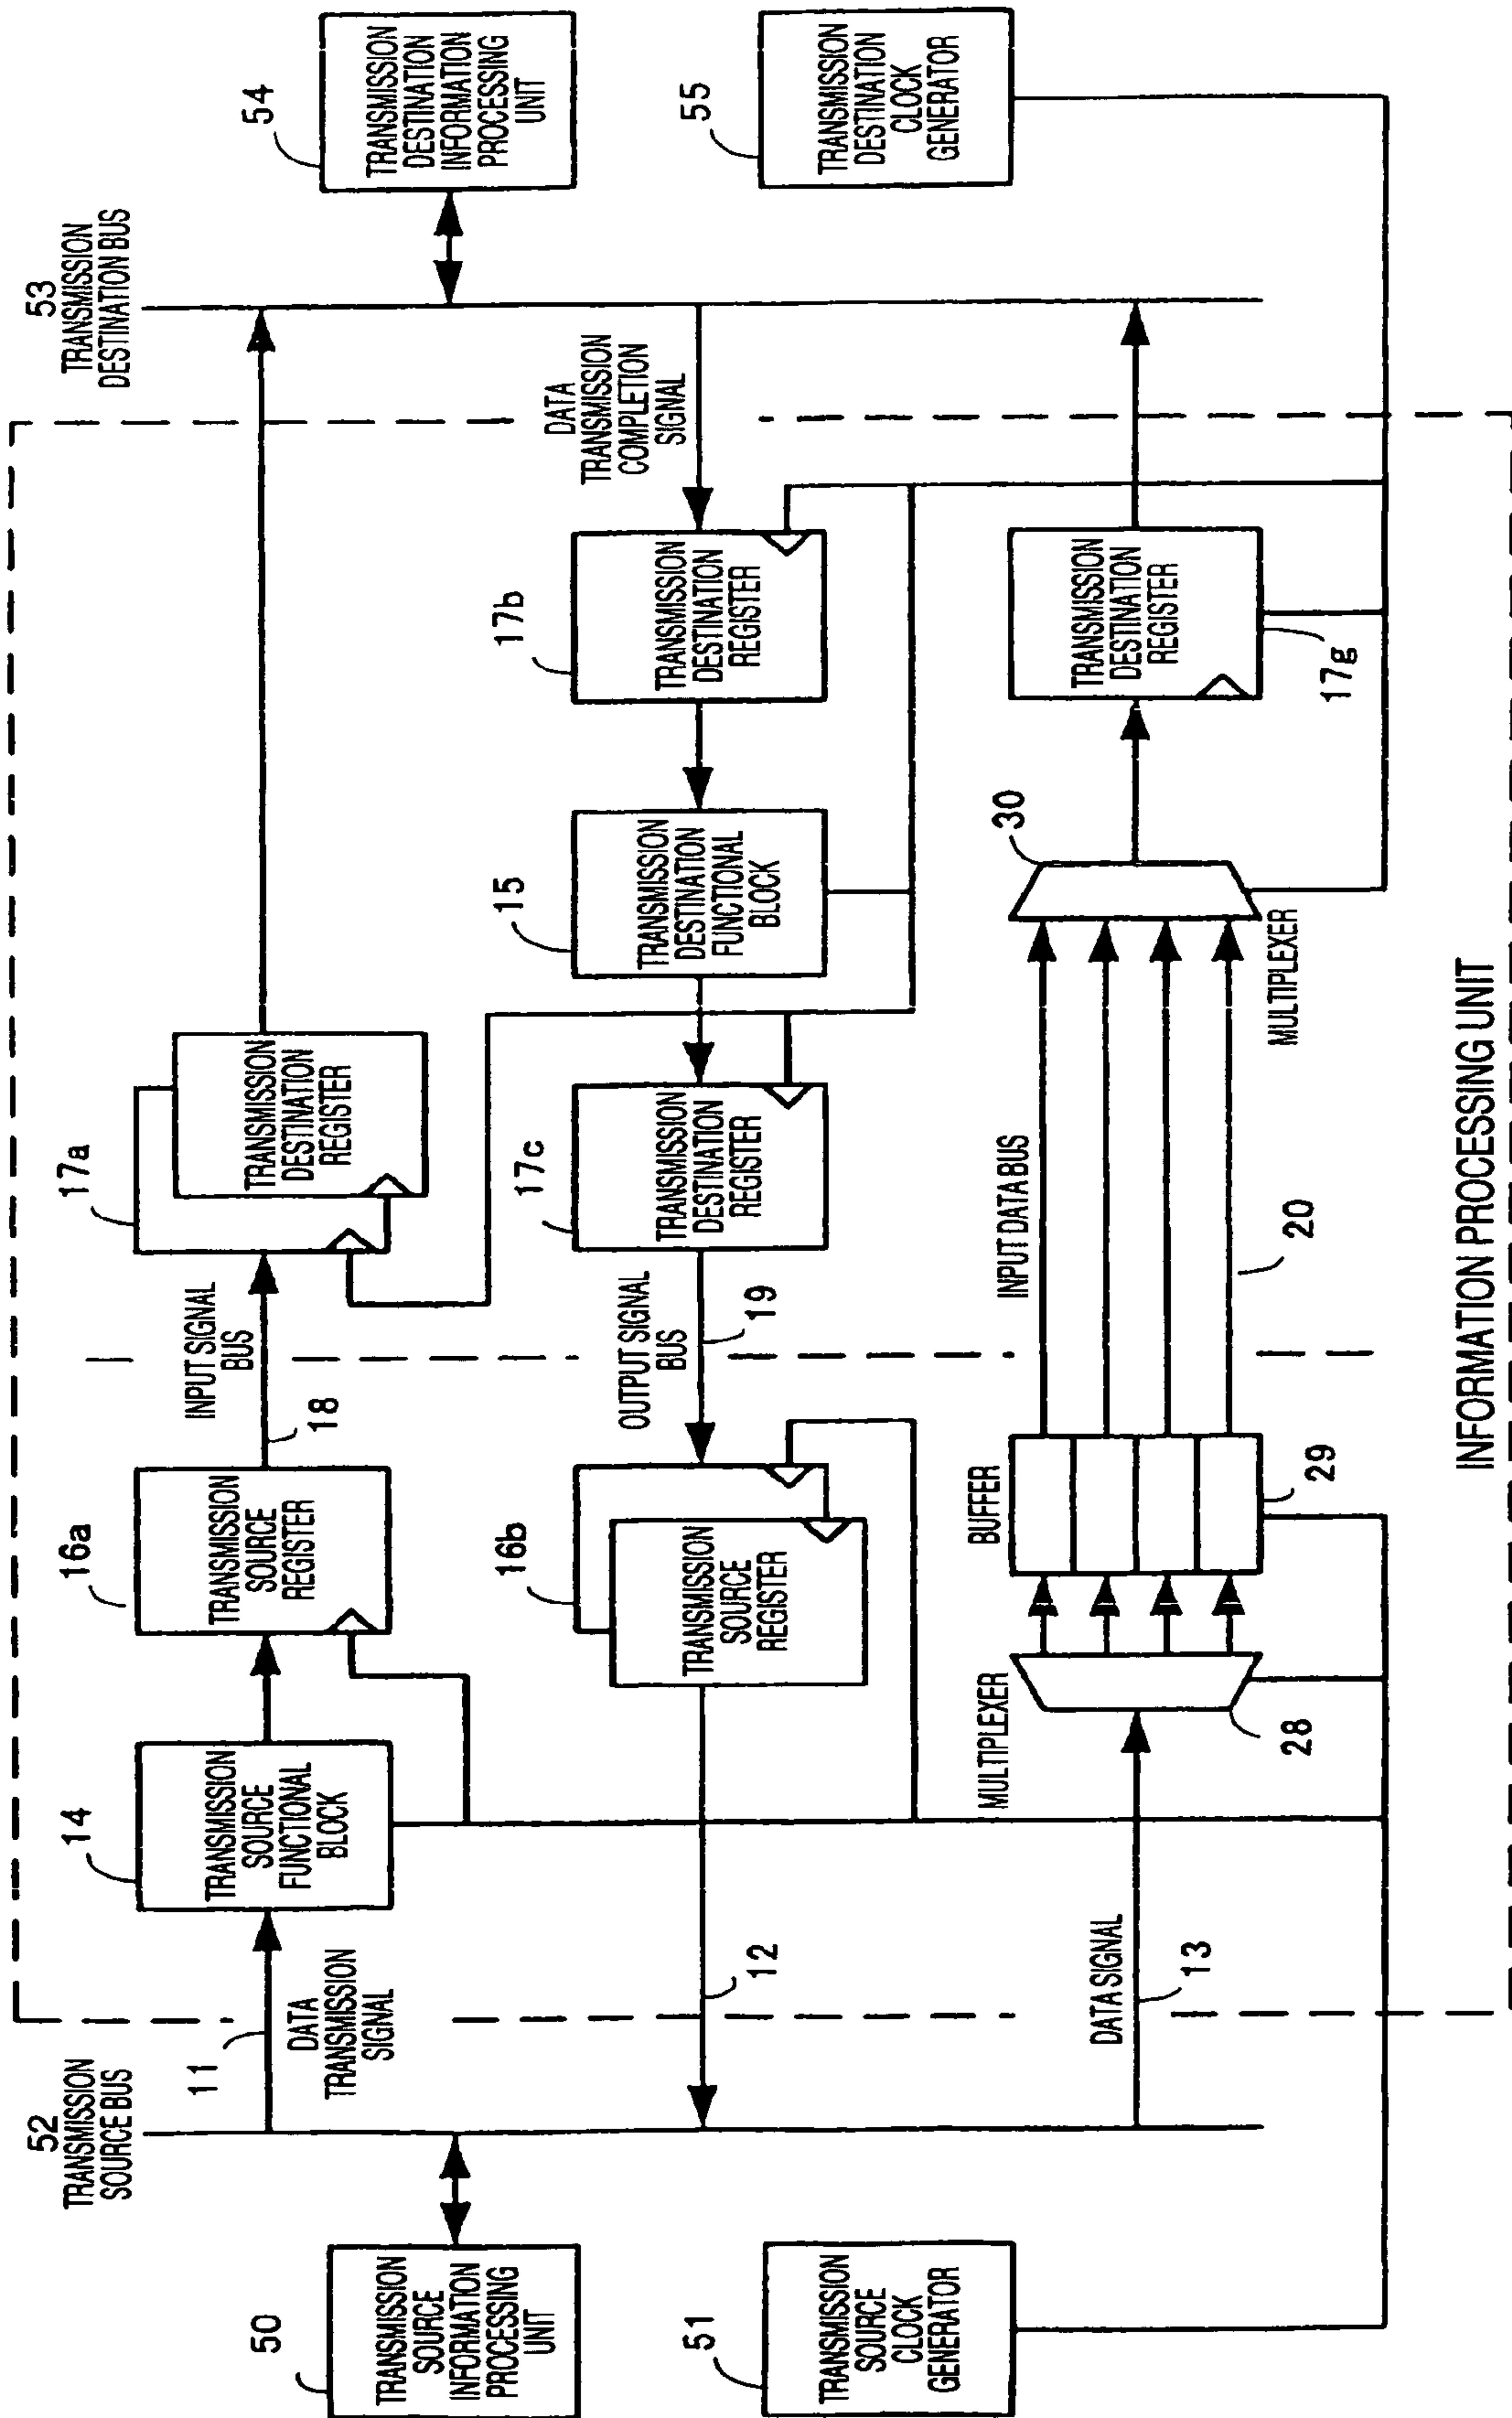 52
TRANSMISSION
SOURCE BUS
53
TRANSMISSION
DESTINATION BUS
50
TRANSMISSION
SOURCE
INFORMATION
PROCESSING
UNIT
11
DATA
TRANSMISSION
SIGNAL
14
TRANSMISSION
SOURCE
FUNCTIONAL
BLOCK
16a
TRANSMISSION
SOURCE
REGISTER
INPUT SIGNAL
BUS
18
17a
TRANSMISSION
DESTINATION
REGISTER
54
TRANSMISSION
DESTINATION
INFORMATION
PROCESSING
UNIT
12
16b
TRANSMISSION
SOURCE
REGISTER
OUTPUT SIGNAL
BUS
19
17c
TRANSMISSION
DESTINATION
REGISTER
15
TRANSMISSION
DESTINATION
FUNCTIONAL
BLOCK
17b
TRANSMISSION
DESTINATION
REGISTER
DATA
TRANSMISSION
COMPLETION
SIGNAL
51
TRANSMISSION
SOURCE
CLOCK
GENERATOR
DATA SIGNAL
13
MULTIPLEXER
28
BUFFER
29
INPUT DATA BUS
20
30
MULTIPLEXER
TRANSMISSION
DESTINATION
REGISTER
17g
55
TRANSMISSION
DESTINATION
CLOCK
GENERATOR
INFORMATION PROCESSING UNIT